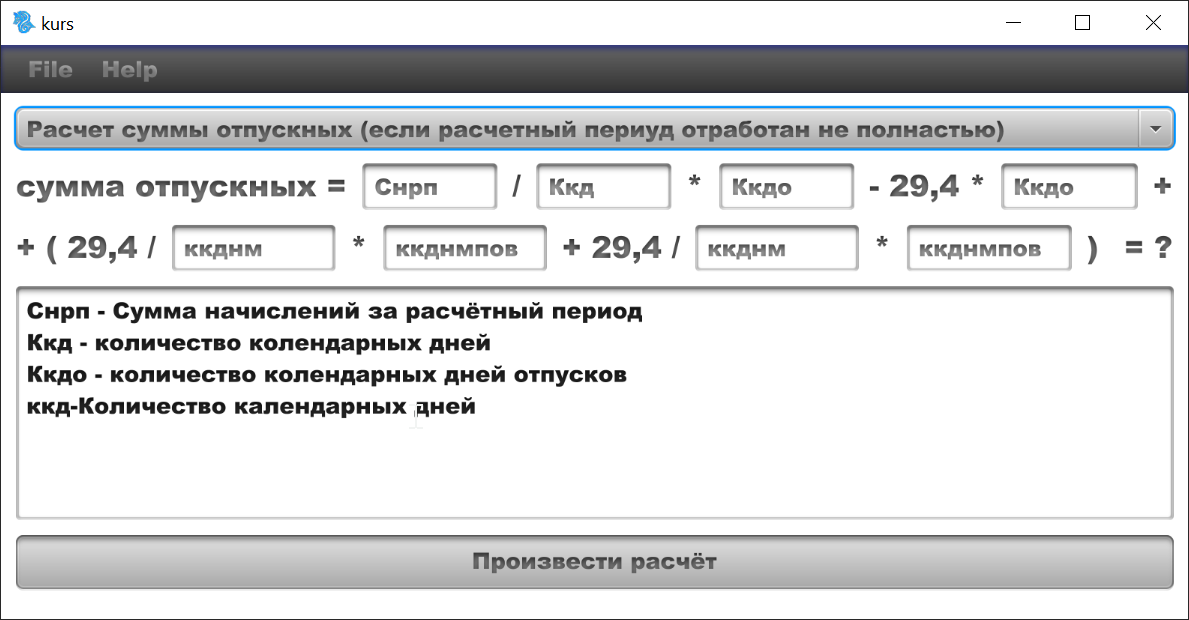 kurs
File Help
Расчет суммы отпускных (если расчетный периуд отработан не полнастью)
сумма отпускных = Снрп / Ккд * Ккдо - 29,4 * Ккдо +
+ ( 29,4 / ккднм * ккднмпов + 29,4 / ккднм * ккднмпов ) = ?
Снрп - Сумма начислений за расчётный период
Ккд - количество колендарных дней
Ккдо - количество колендарных дней отпусков
ккд-Количество календарных дней
Произвести расчёт